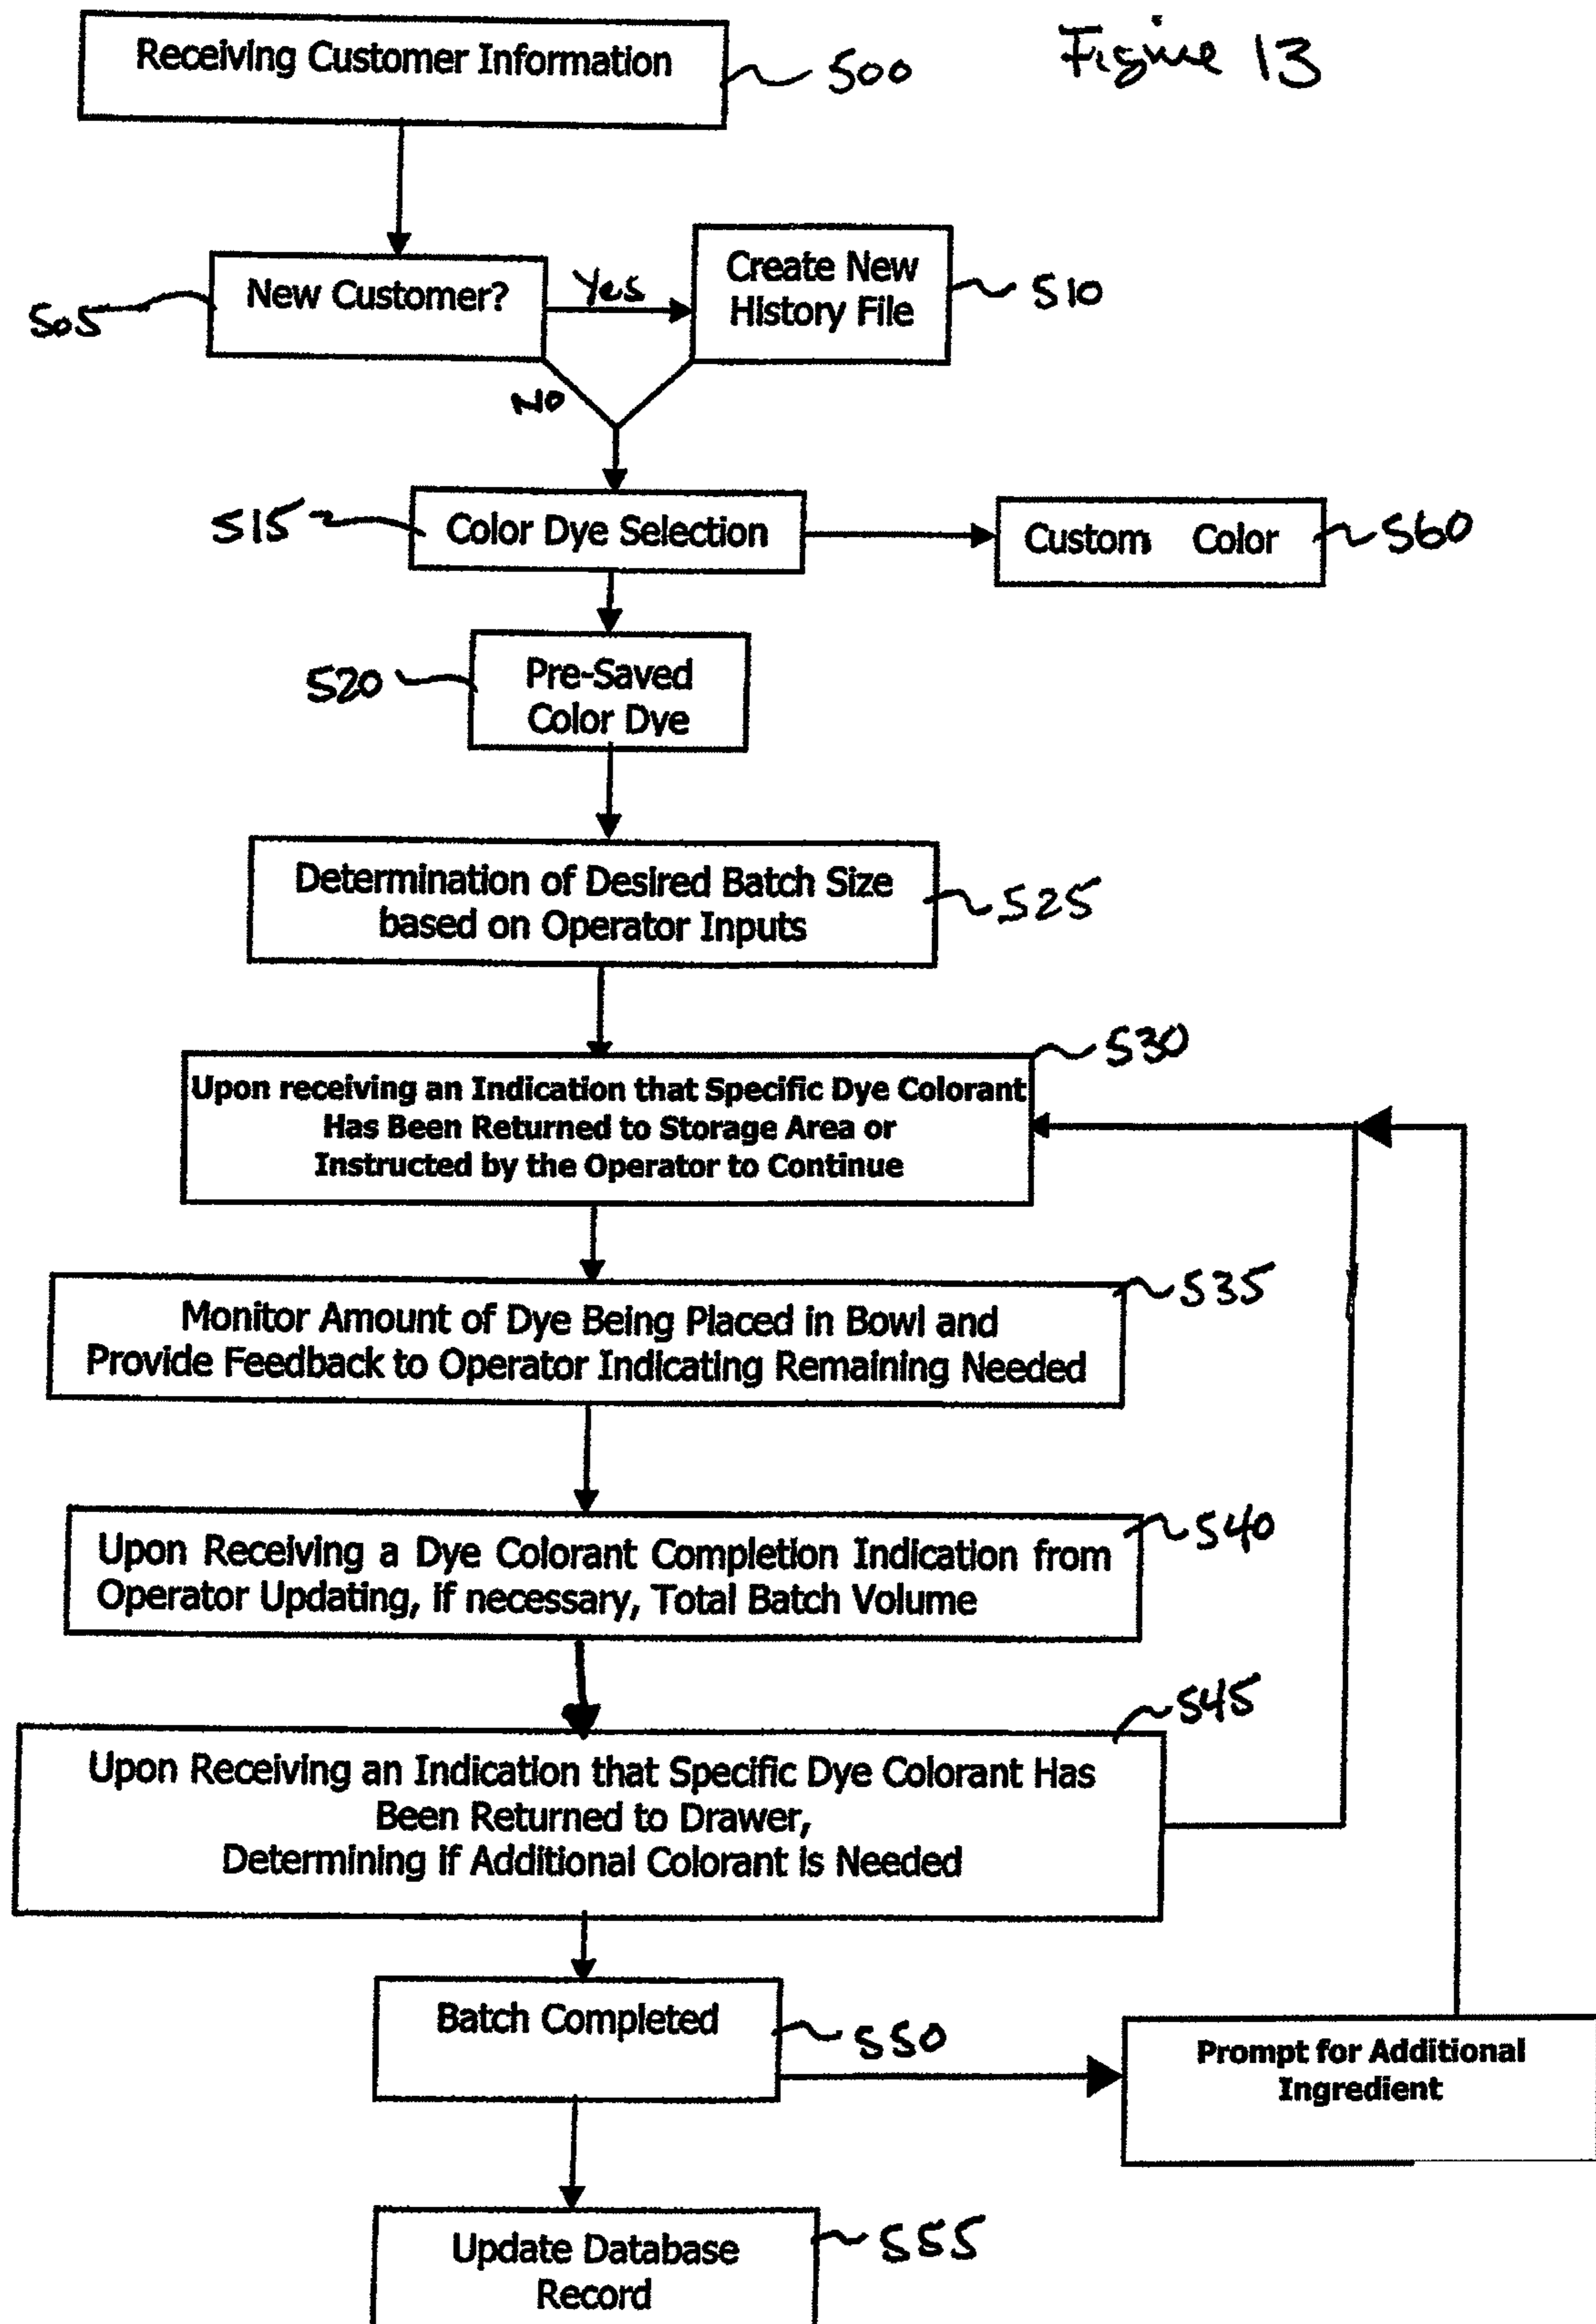 Receiving Customer Information
500
Figure 13
New Customer?
Yes
Create New
History File
510
505
No
515
Color Dye Selection
Custom Color
560
520
Pre-Saved
Color Dye
Determination of Desired Batch Size
based on Operator Inputs
525
530
Upon receiving an Indication that Specific Dye Colorant
Has Been Returned to Storage Area or
Instructed by the Operator to Continue
535
Monitor Amount of Dye Being Placed in Bowl and
Provide Feedback to Operator Indicating Remaining Needed
540
Upon Receiving a Dye Colorant Completion Indication from
Operator Updating, if necessary, Total Batch Volume
545
Upon Receiving an Indication that Specific Dye Colorant Has
Been Returned to Drawer,
Determining if Additional Colorant is Needed
Batch Completed
550
Prompt for Additional
Ingredient
Update Database
Record
555